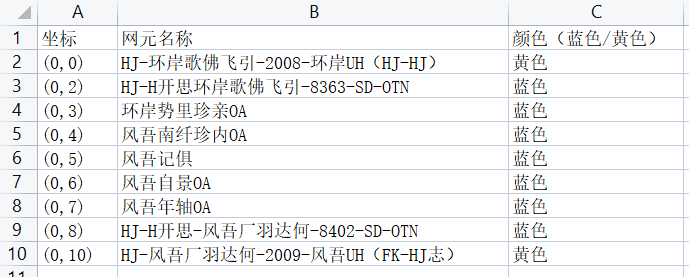 A B C
1 坐标 网元名称 颜色（蓝色/黄色）
2 (0,0) HJ-环岸歌佛飞引-2008-环岸UH（HJ-HJ） 黄色
3 (0,2) HJ-H开思环岸歌佛飞引-8363-SD-OTN 蓝色
4 (0,3) 环岸势里珍亲OA 蓝色
5 (0,4) 风吾南纤珍内OA 蓝色
6 (0,5) 风吾记俱 蓝色
7 (0,6) 风吾自景OA 蓝色
8 (0,7) 风吾年轴OA 蓝色
9 (0,8) HJ-H开思-风吾厂羽达何-8402-SD-OTN 蓝色
10 (0,10) HJ-风吾厂羽达何-2009-风吾UH（FK-HJ志） 黄色